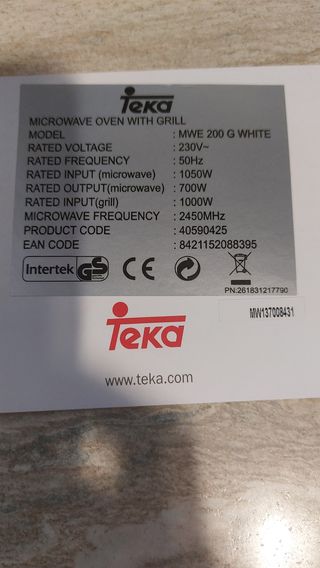 Teka
MICROWAVE OVEN WITH GRILL
MODEL : MWE 200 G WHITE
RATED VOLTAGE : 230V~
RATED FREQUENCY : 50Hz
RATED INPUT (microwave) : 1050W
RATED OUTPUT(microwave) : 700W
RATED INPUT(grill) : 1000W
MICROWAVE FREQUENCY : 2450MHz
PRODUCT CODE : 40590425
EAN CODE : 8421152088395
Intertek GS CE
PN:261831217790
MW137008431
Teka
www.teka.com